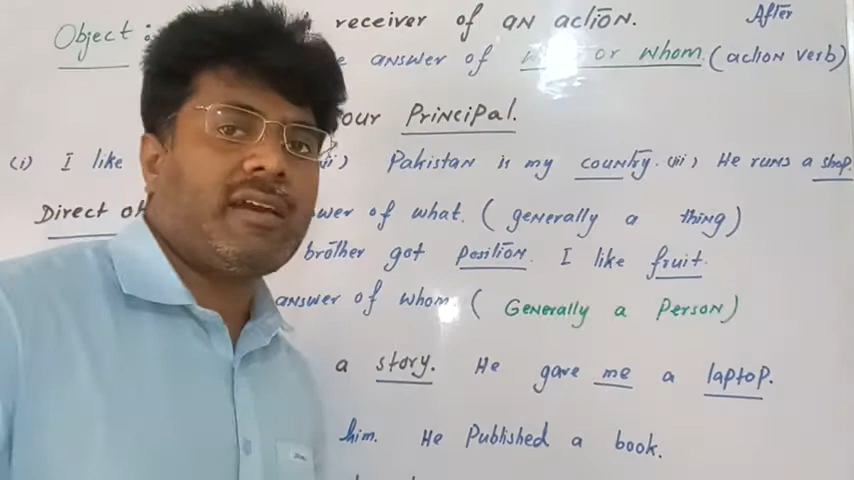 Object : receiver of an action. After
answer of or whom. (action verb)
our Principal.
(i) I like ii) Pakistan is my country. (iii) He runs a shop.
Direct answer of what. (generally a thing)
brother got position. I like fruit.
answer of whom (Generally a Person)
a story. He gave me a laptop.
him. He Published a book.